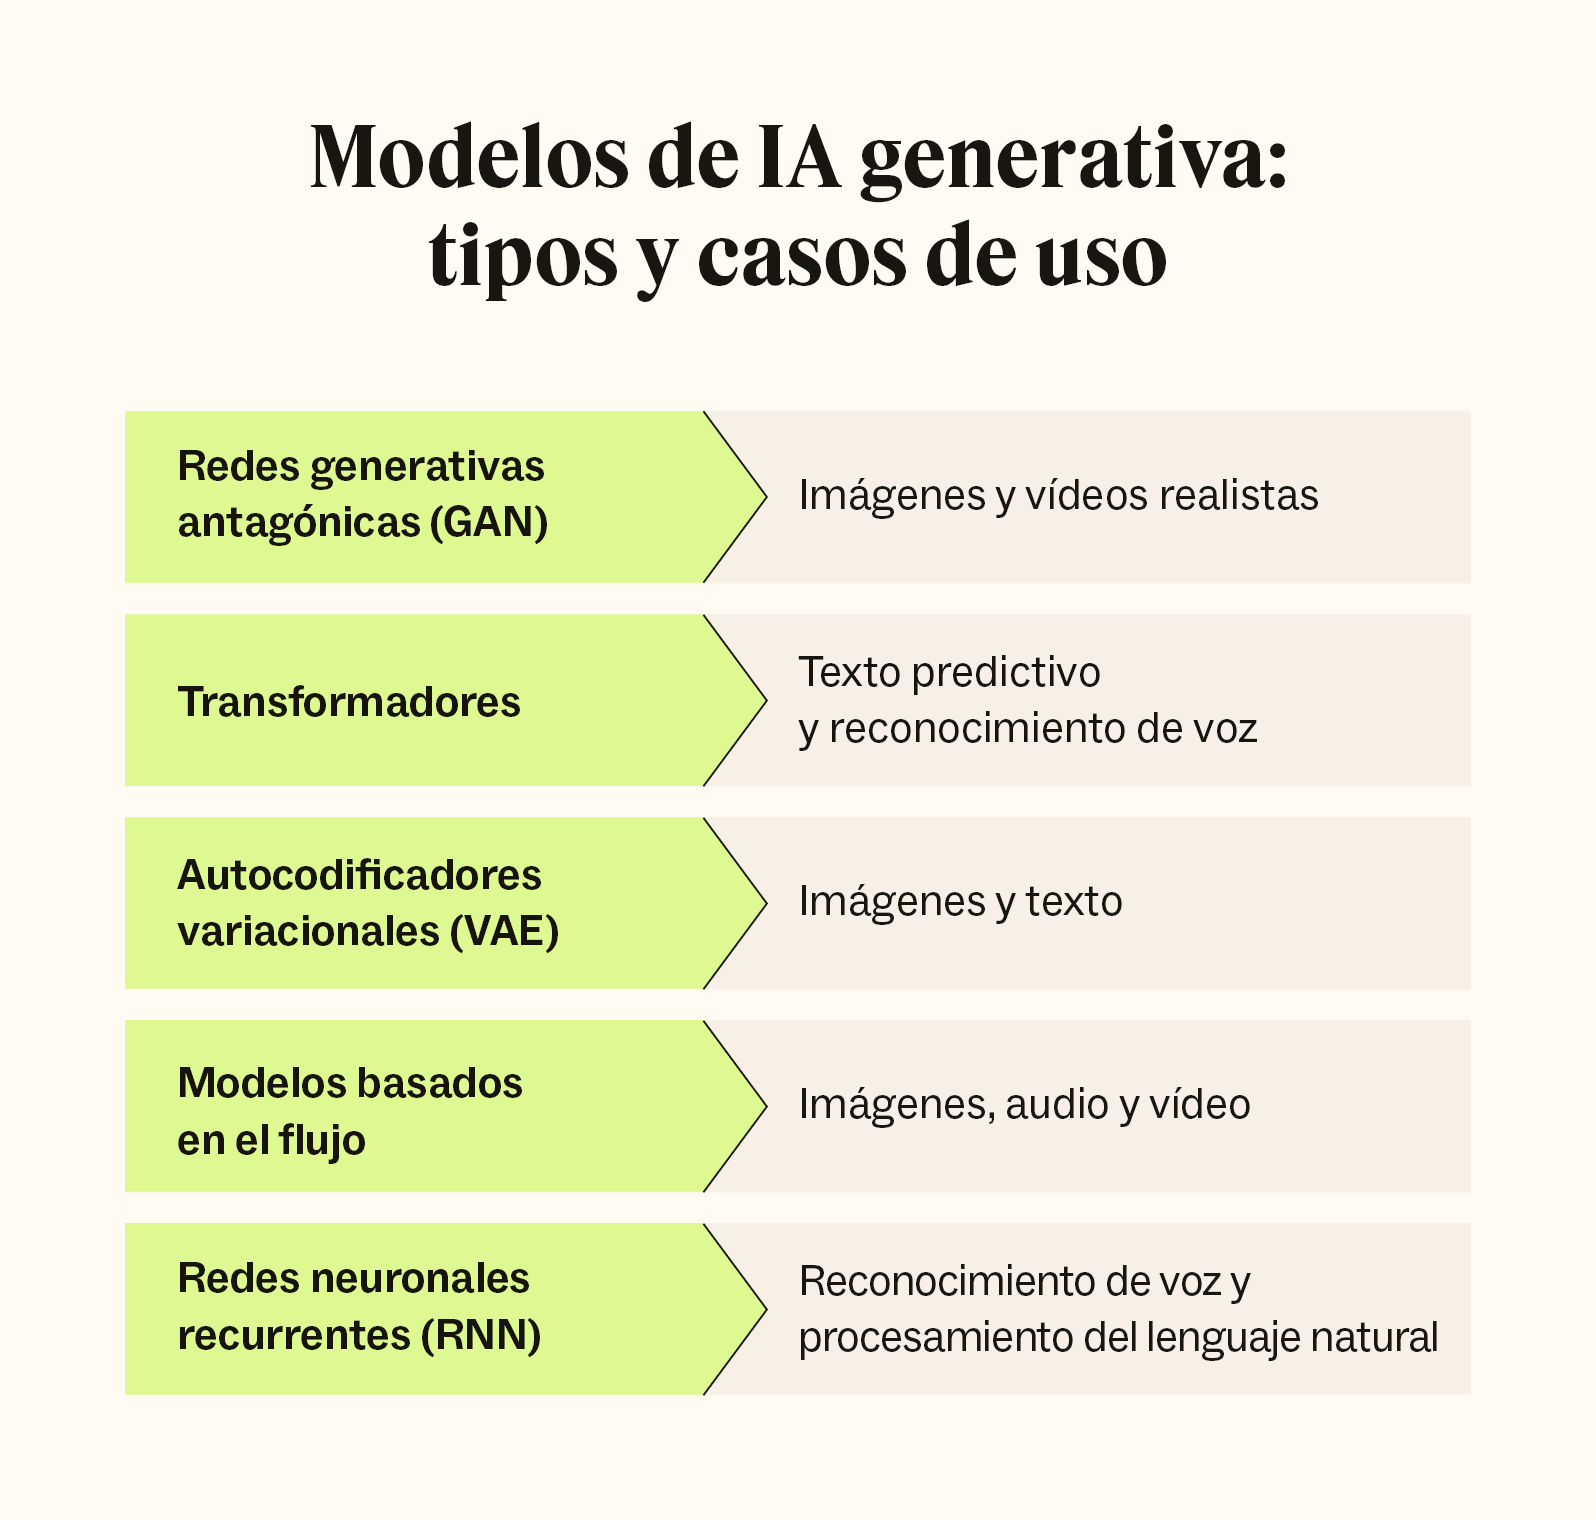 Modelos de IA generativa:
tipos y casos de uso
Redes generativas
antagónicas (GAN)
Imágenes y vídeos realistas
Transformadores
Texto predictivo
y reconocimiento de voz
Autocodificadores
variacionales (VAE)
Imágenes y texto
Modelos basados
en el flujo
Imágenes, audio y vídeo
Redes neuronales
recurrentes (RNN)
Reconocimiento de voz y
procesamiento del lenguaje natural